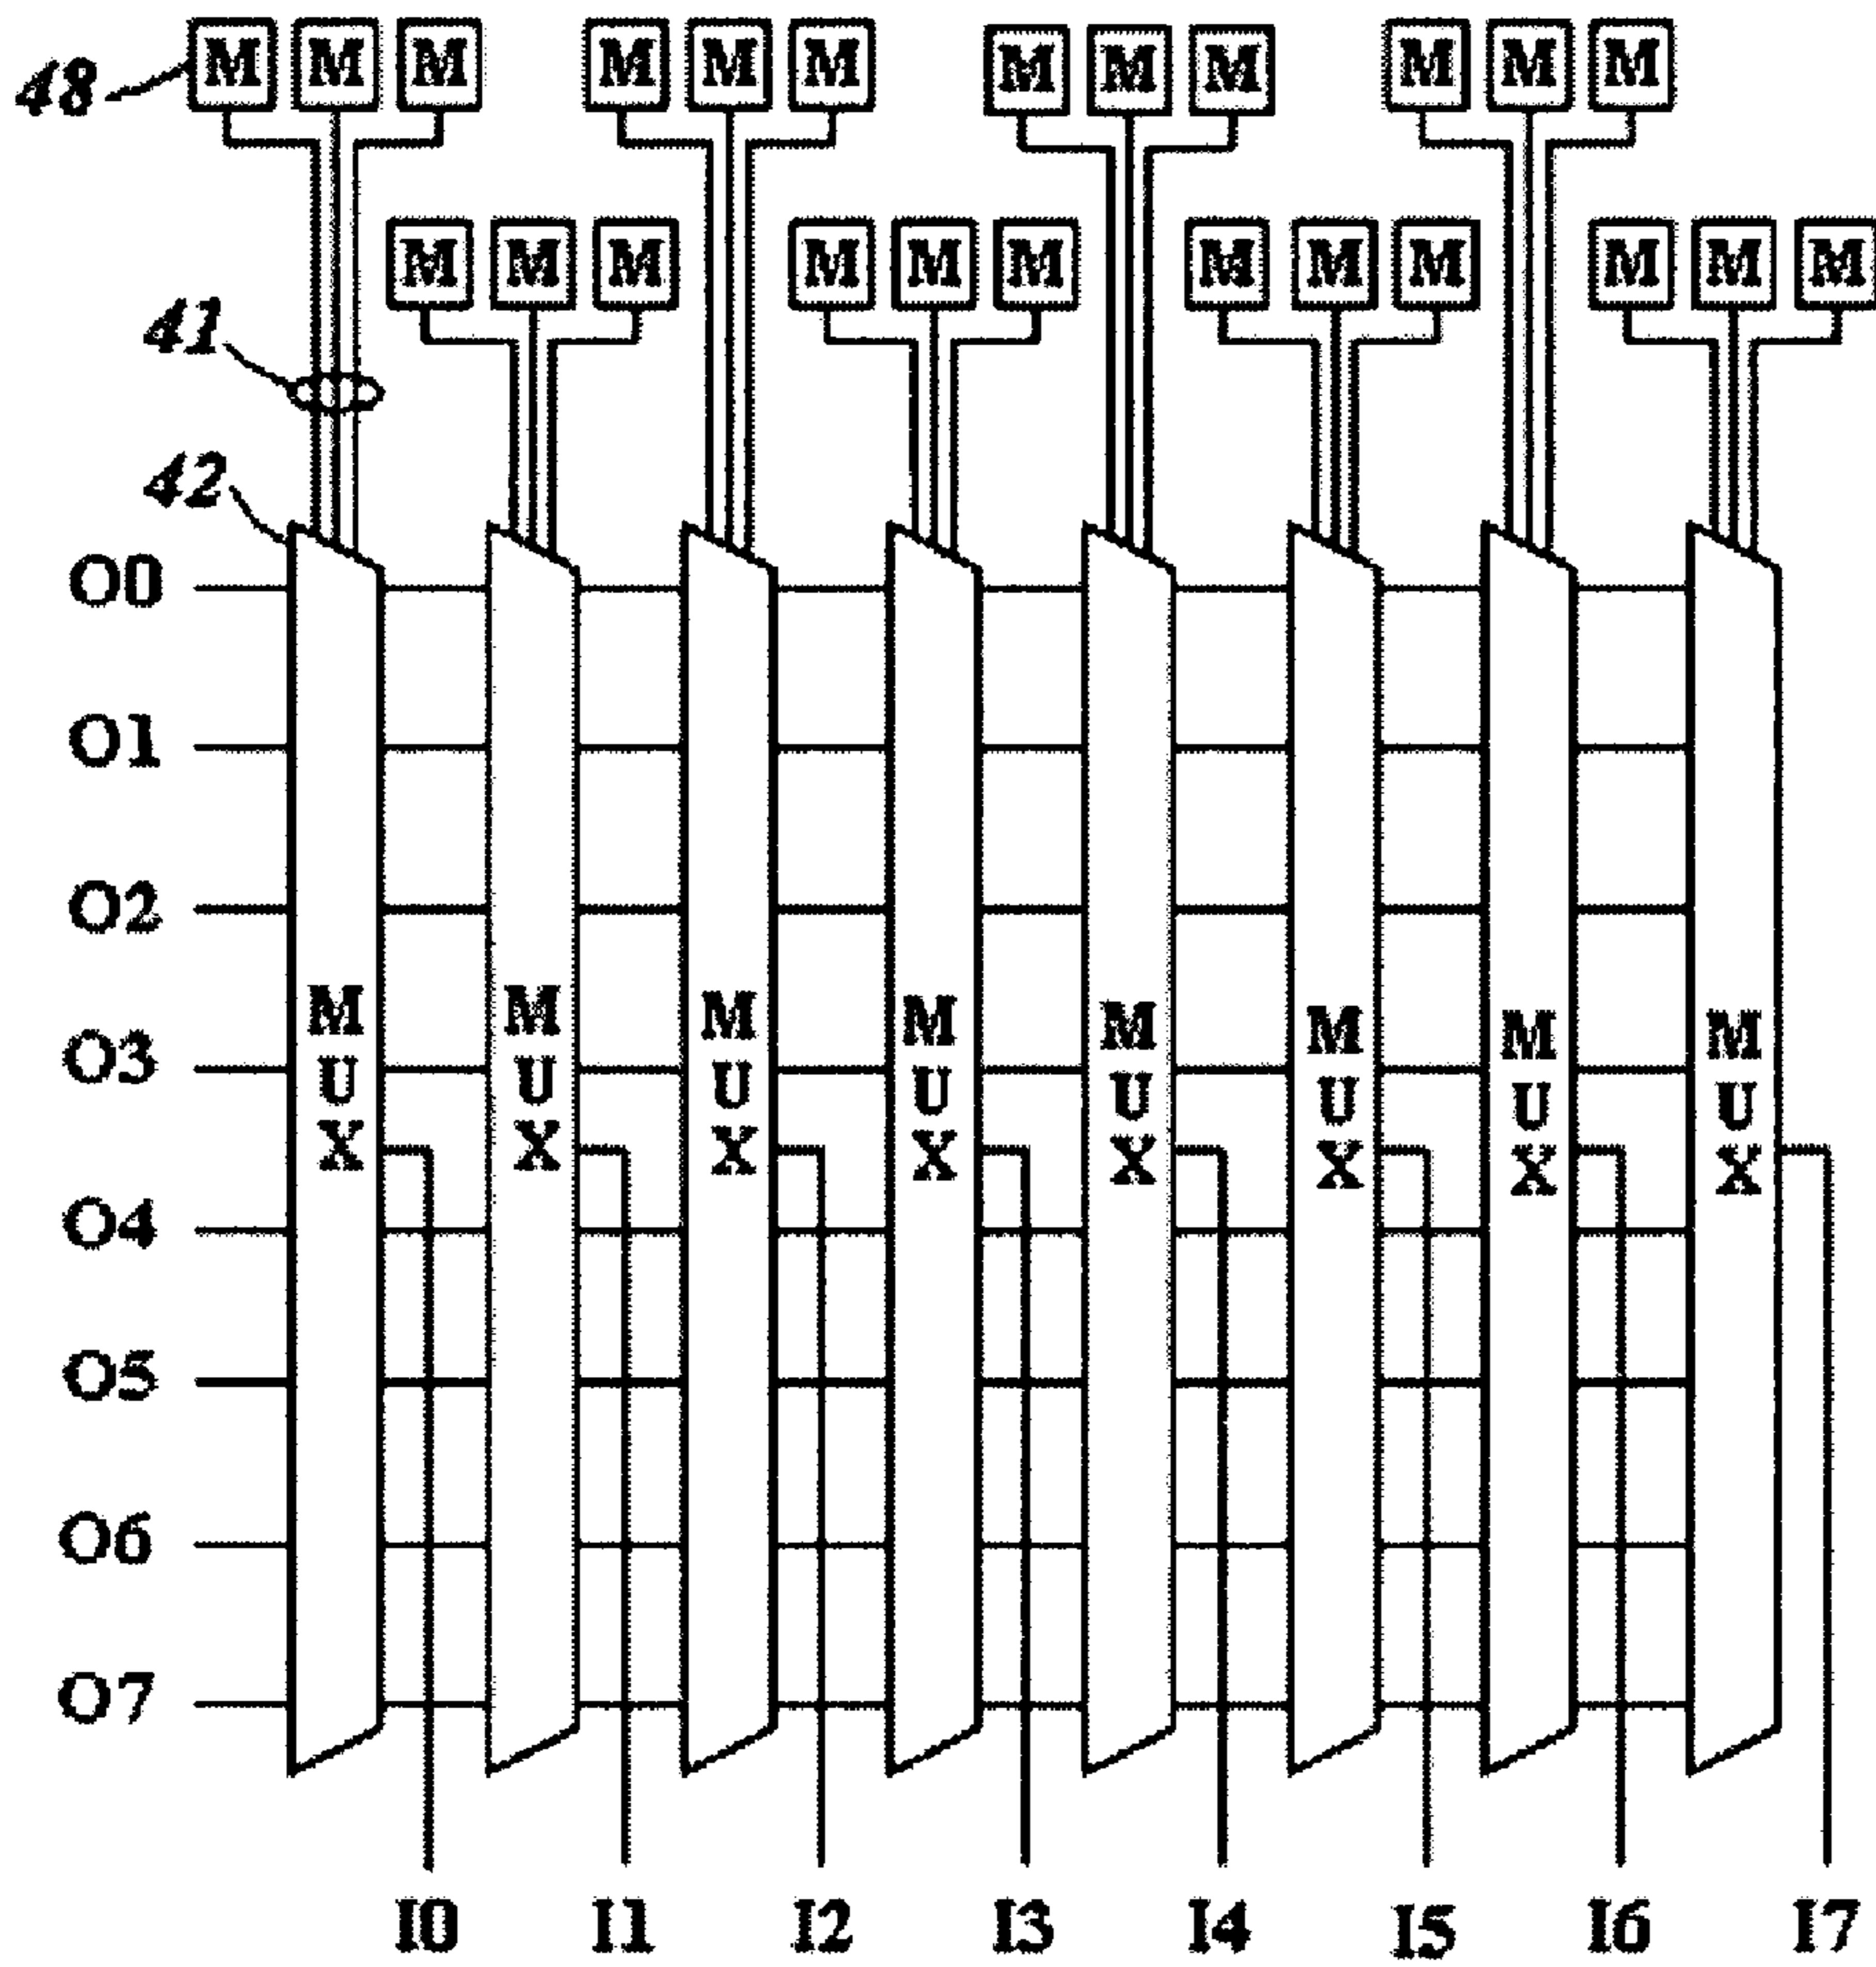 48 M M M M M M M M M M M M
M M M M M M M M M M M M
41
42
O0
O1
O2
O3
O4
O5
O6
O7
MUX MUX MUX MUX MUX MUX MUX MUX
I0 I1 I2 I3 I4 I5 I6 I7